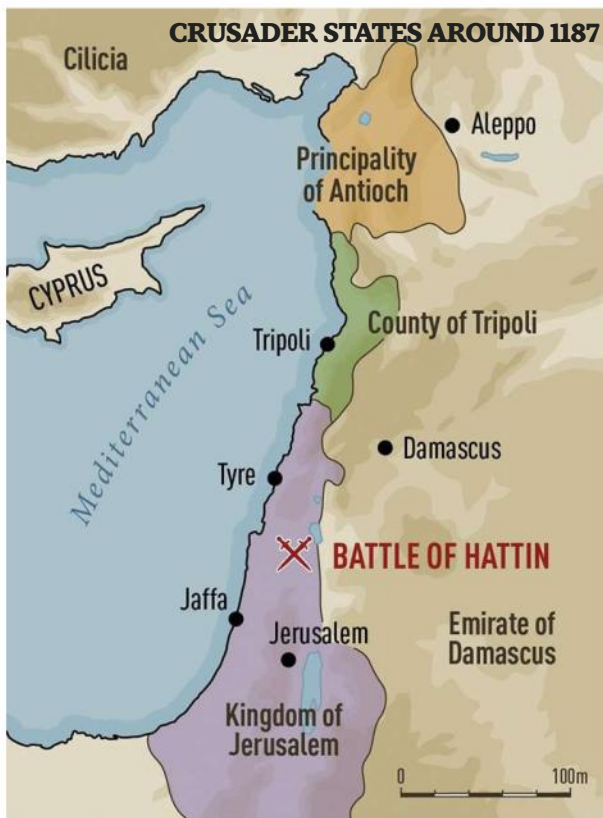 CRUSADER STATES AROUND 1187
Cilicia
Aleppo
Principality
of Antioch
CYPRUS
Mediterranean Sea
Tripoli
County of Tripoli
Damascus
Tyre
BATTLE OF HATTIN
Jaffa
Jerusalem
Emirate of
Damascus
Kingdom of
Jerusalem
0
100m